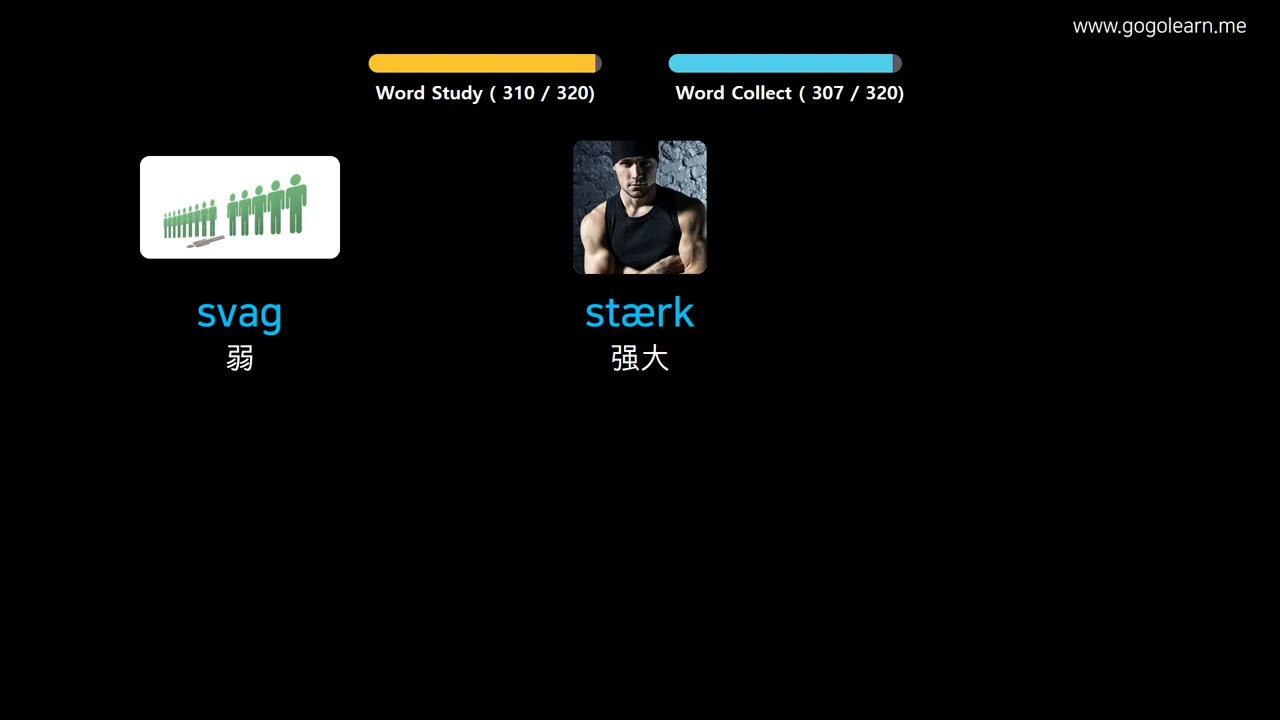 www.gogolearn.me
Word Study ( 310 / 320)
Word Collect ( 307 / 320)
svag
弱
stærk
强大